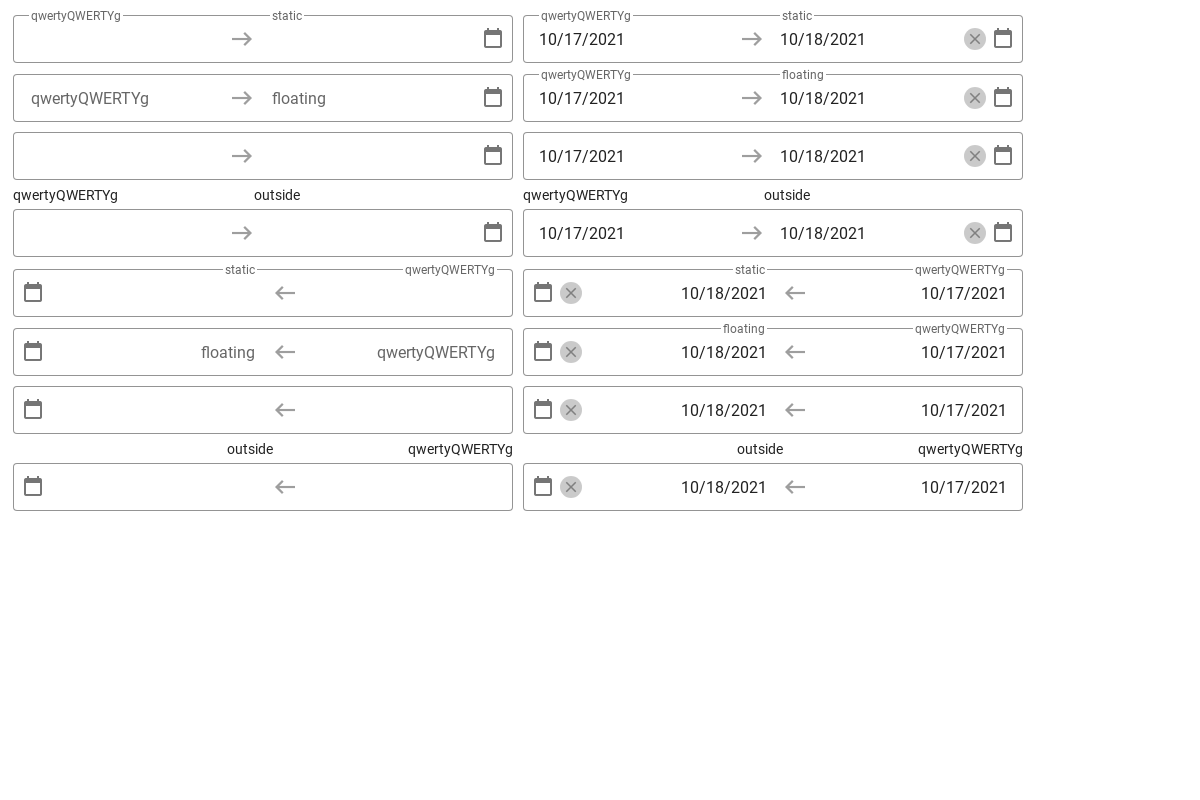 qwertyQWERTYg static qwertyQWERTYg static
10/17/2021 10/18/2021
qwertyQWERTYg floating
qwertyQWERTYg floating 10/17/2021 10/18/2021
10/17/2021 10/18/2021
qwertyQWERTYg outside qwertyQWERTYg outside
10/17/2021 10/18/2021
static qwertyQWERTYg static qwertyQWERTYg
10/18/2021 10/17/2021
floating qwertyQWERTYg
floating qwertyQWERTYg 10/18/2021 10/17/2021
10/18/2021 10/17/2021
outside qwertyQWERTYg outside qwertyQWERTYg
10/18/2021 10/17/2021